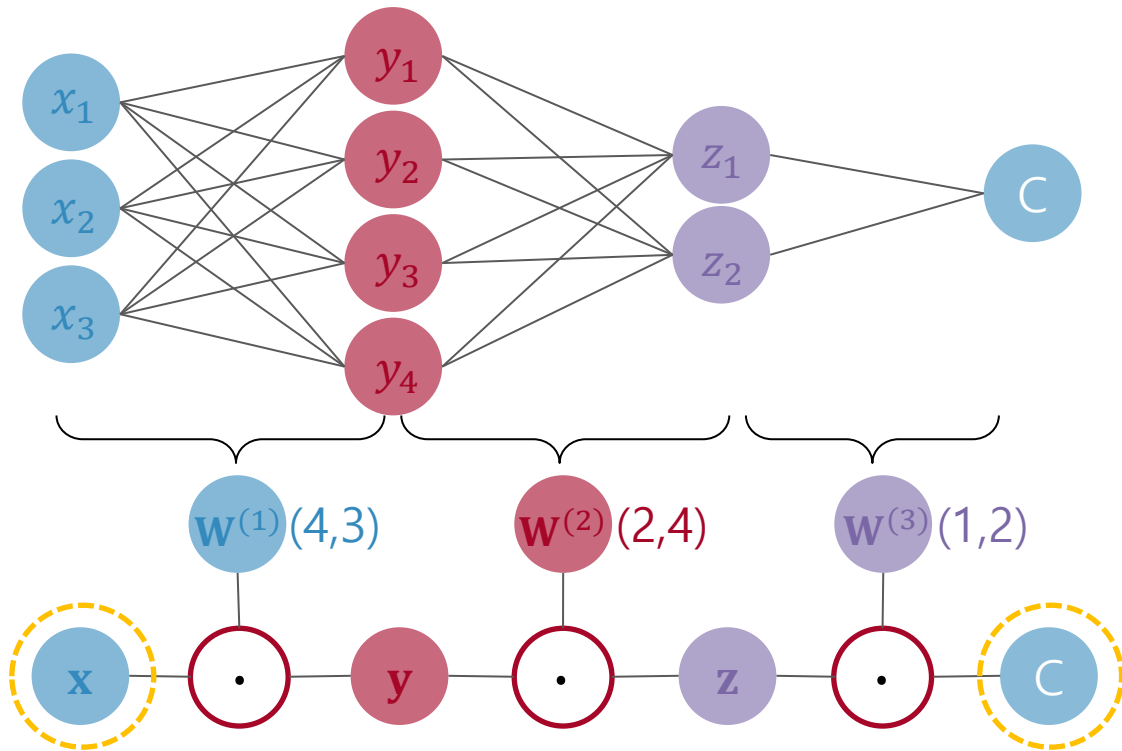 x₁
x₂
x₃
y₁
y₂
y₃
y₄
z₁
z₂
C
W⁽¹⁾ (4,3)
W⁽²⁾ (2,4)
W⁽³⁾ (1,2)
x · y · z · C